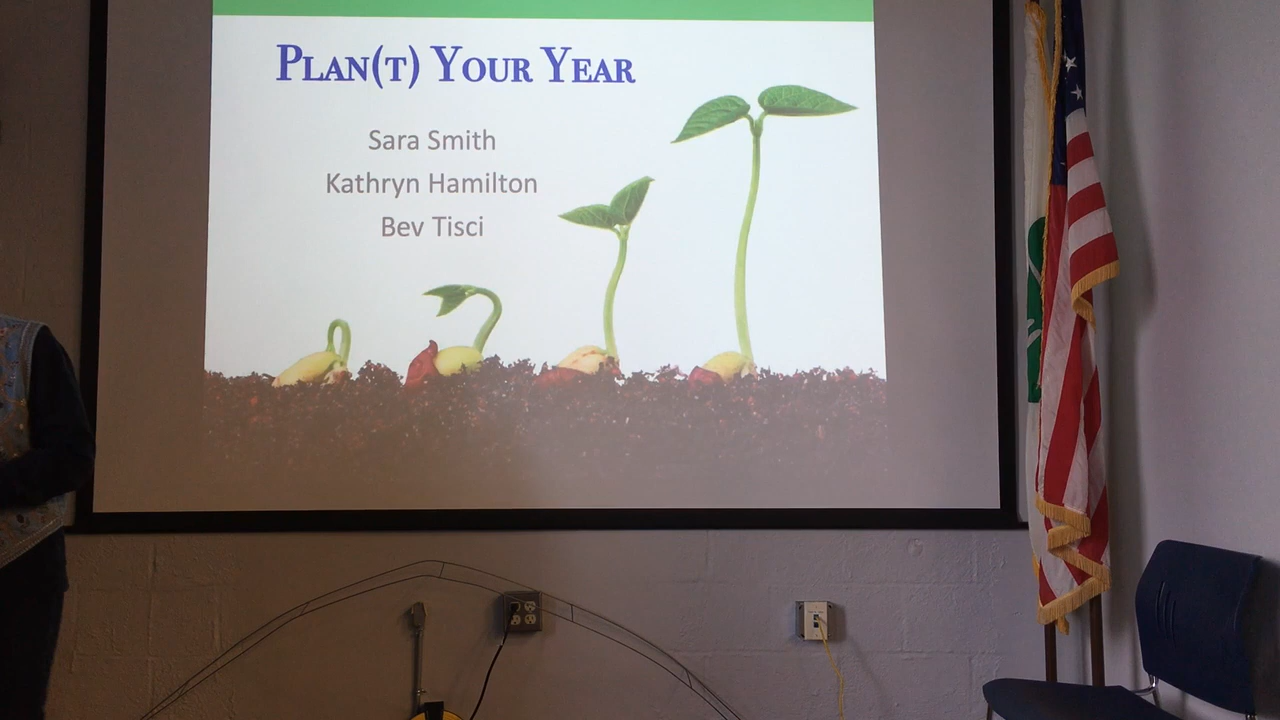 Plan(t) Your Year
Sara Smith
Kathryn Hamilton
Bev Tisci